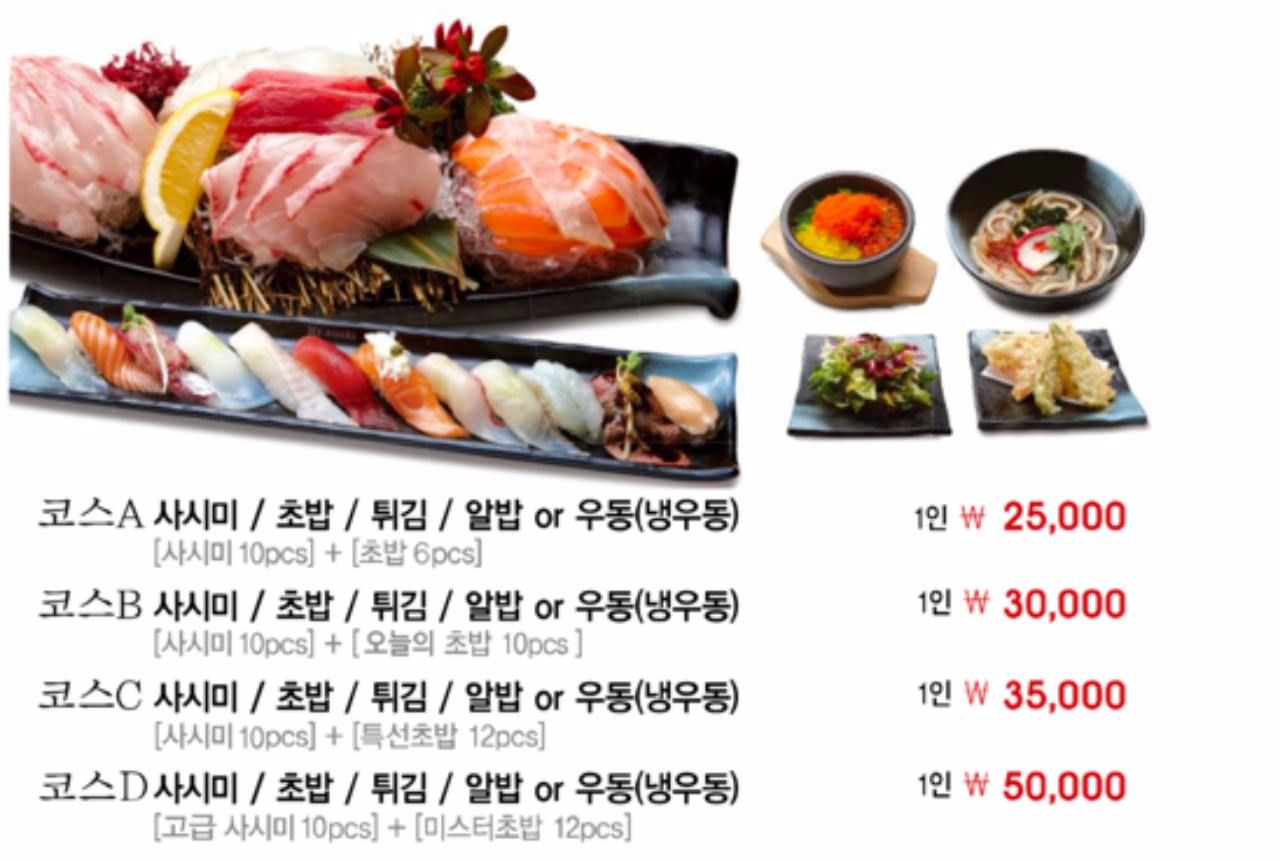 Mr.sushi
코스A 사시미 / 초밥 / 튀김 / 알밥 or 우동(냉우동) 1인 ₩ 25,000
[사시미 10pcs] + [초밥 6pcs]
코스B 사시미 / 초밥 / 튀김 / 알밥 or 우동(냉우동) 1인 ₩ 30,000
[사시미 10pcs] + [오늘의 초밥 10pcs ]
코스C 사시미 / 초밥 / 튀김 / 알밥 or 우동(냉우동) 1인 ₩ 35,000
[사시미 10pcs] + [특선초밥 12pcs]
코스D 사시미 / 초밥 / 튀김 / 알밥 or 우동(냉우동) 1인 ₩ 50,000
[고급 사시미 10pcs] + [미스터초밥 12pcs]